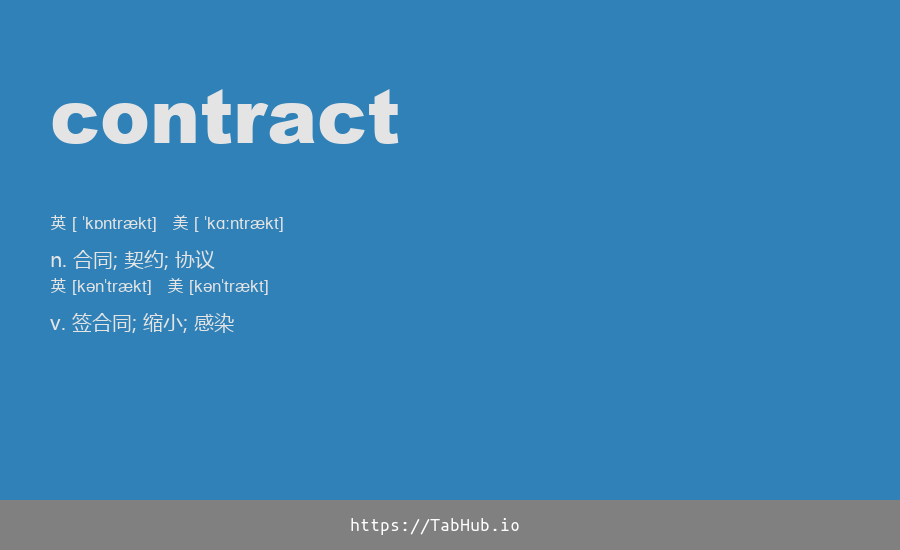 contract
英 [ ˈkɒntrækt]   美 [ ˈkɑːntrækt]
n. 合同; 契约; 协议
英 [kənˈtrækt]   美 [kənˈtrækt]
v. 签合同; 缩小; 感染
https://TabHub.io